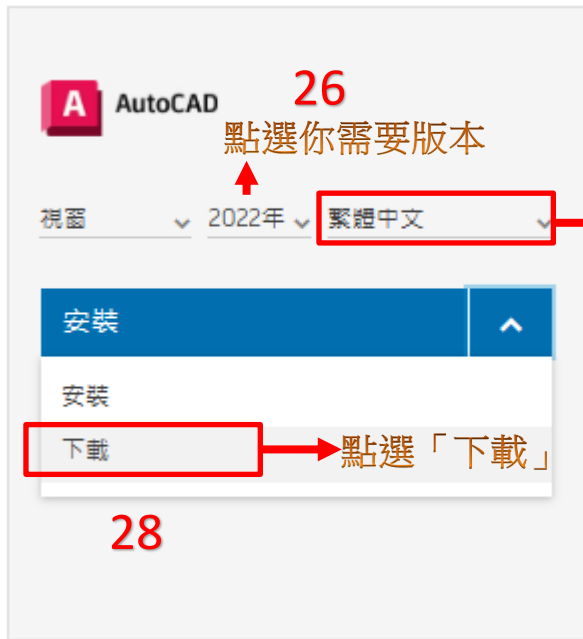 A AutoCAD
26
點選你需要版本
視窗 2022年 繁體中文
安裝
安裝
下載 點選「下載」
28